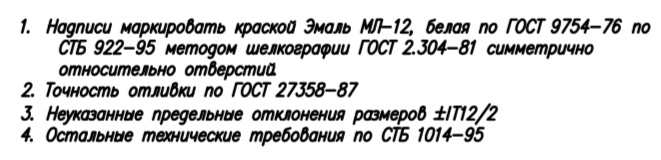 1. Надписи маркировать краской Эмаль МЛ-12, белая по ГОСТ 9754-76 по
СТБ 922-95 методом шелкографии ГОСТ 2.304-81 симметрично
относительно отверстий.
2. Точность отливки по ГОСТ 27358-87
3. Неуказанные предельные отклонения размеров ±IT12/2
4. Остальные технические требования по СТБ 1014-95